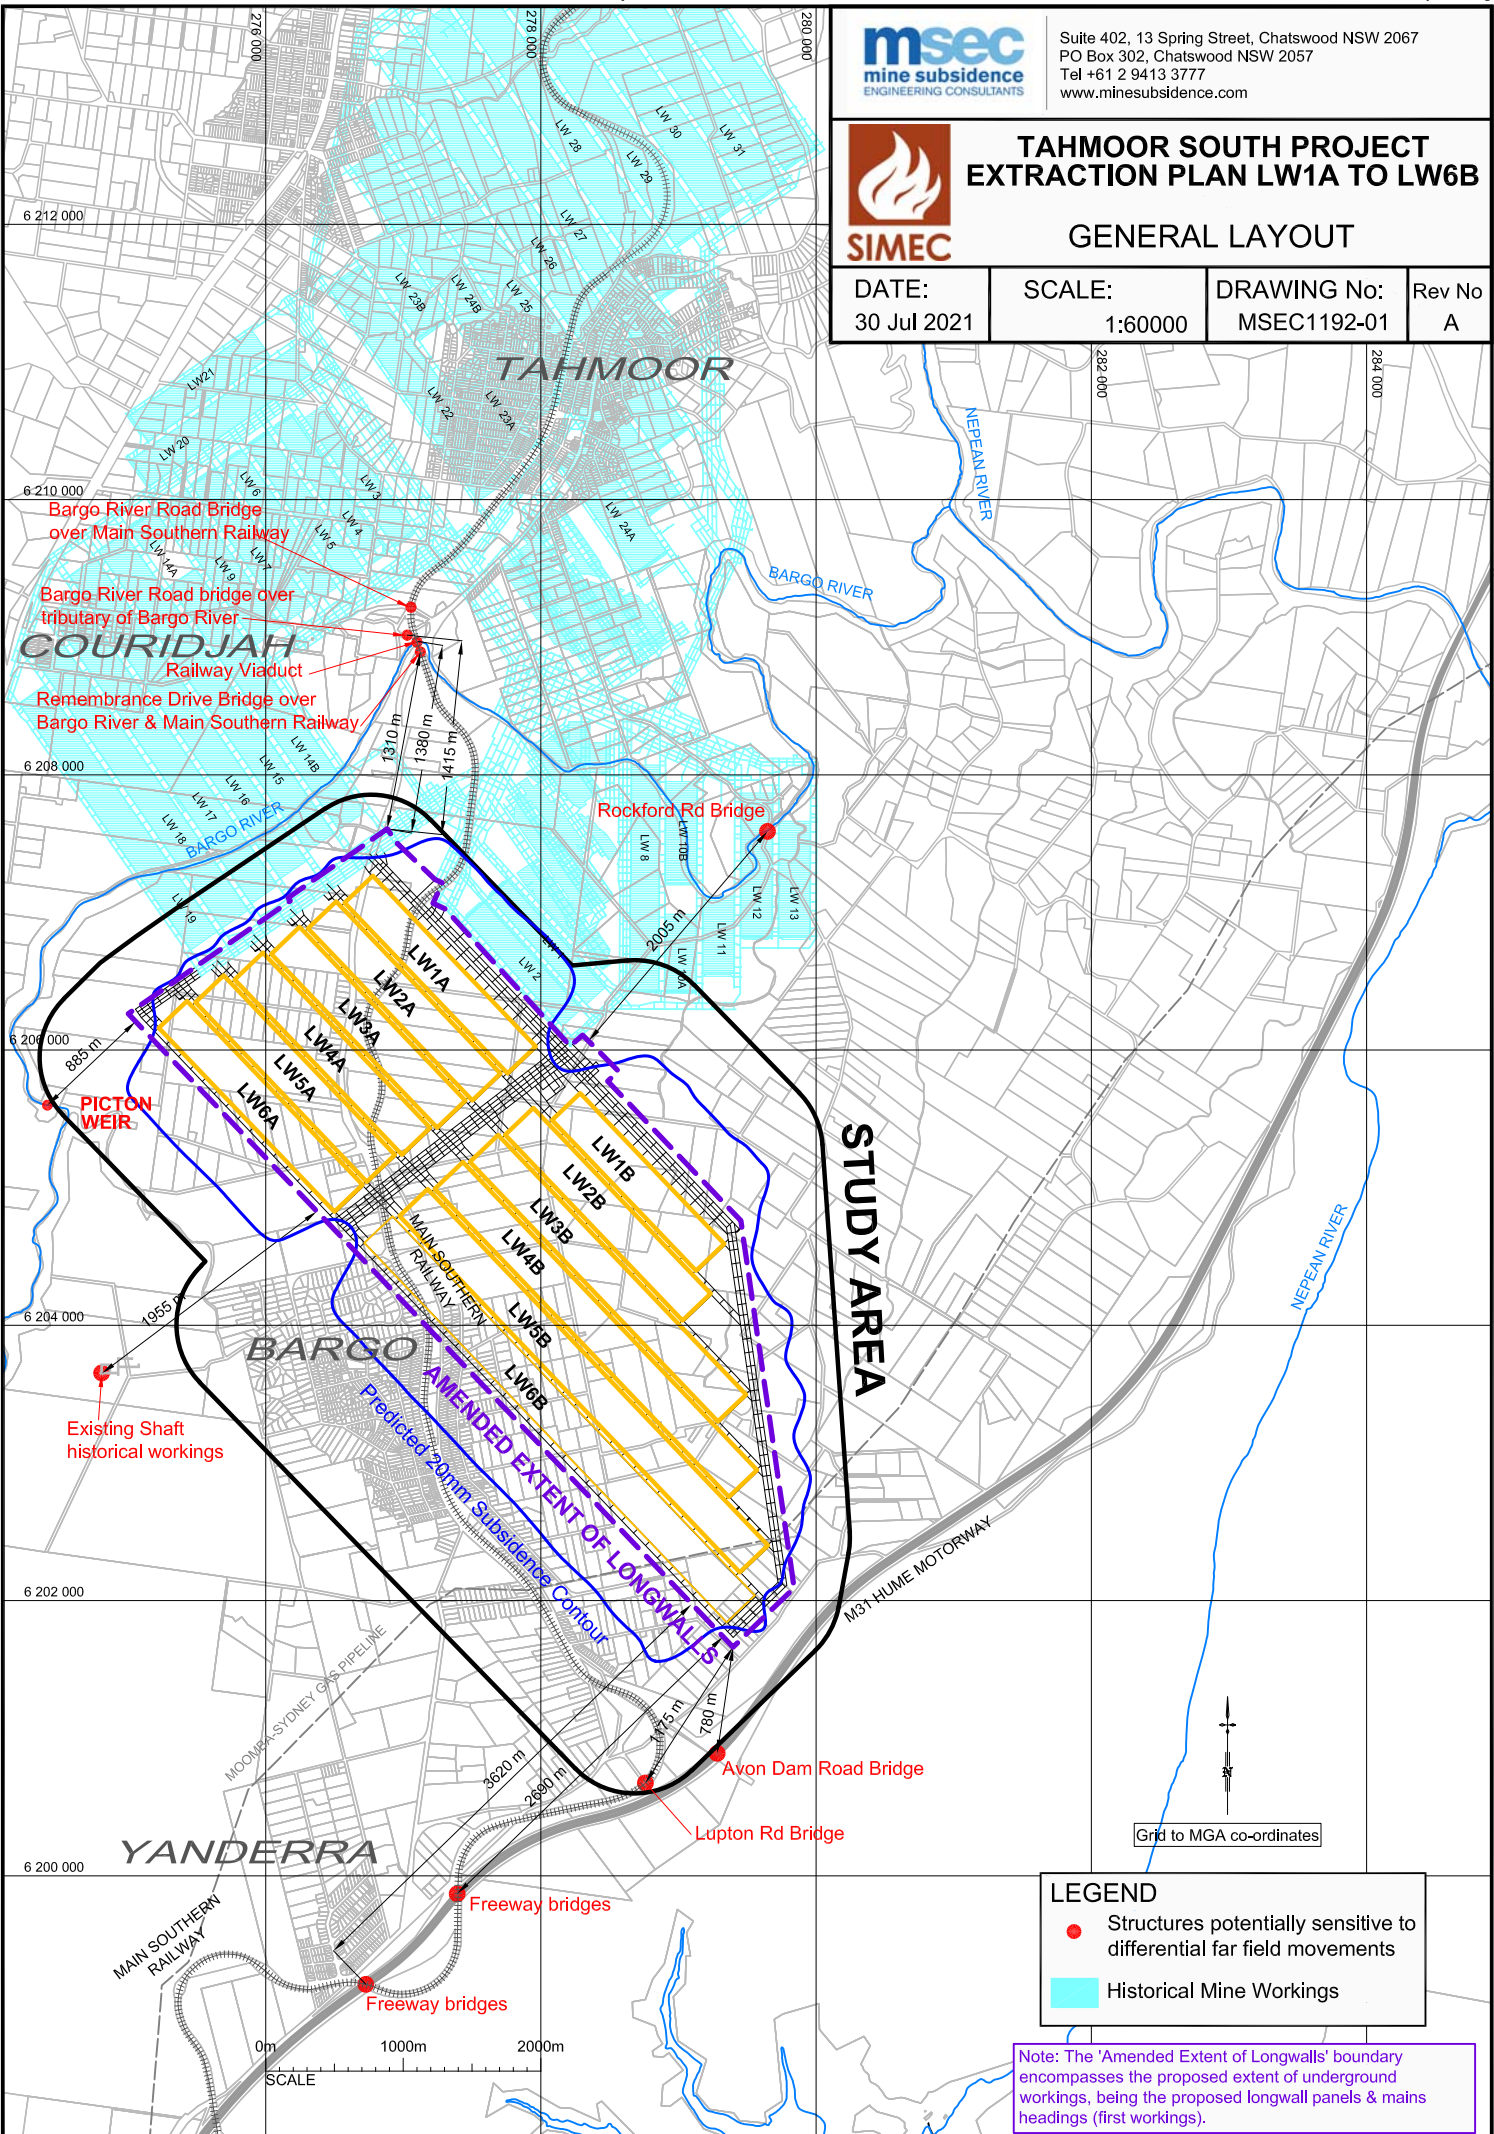 msec
mine subsidence
ENGINEERING CONSULTANTS
Suite 402, 13 Spring Street, Chatswood NSW 2067
PO Box 302, Chatswood NSW 2057
Tel +61 2 9413 3777
www.minesubsidence.com
SIMEC
TAHMOOR SOUTH PROJECT
EXTRACTION PLAN LW1A TO LW6B
GENERAL LAYOUT
DATE:
30 Jul 2021
SCALE:
1:60000
DRAWING No:
MSEC1192-01
Rev No
A
276 000
278 000
280 000
282 000
284 000
LW 30
LW 31
LW 28
LW 29
6 212 000
LW 27
LW 26
LW 23B
LW 24B
LW 25
TAHMOOR
LW21
LW 22
LW 23A
LW 20
NEPEAN RIVER
LW 6
LW 3
6 210 000
Bargo River Road Bridge
over Main Southern Railway
LW 4
LW 5
LW 24A
LW 14A
LW 9
LW 7
BARGO RIVER
Bargo River Road bridge over
tributary of Bargo River
COURIDJAH
Railway Viaduct
Remembrance Drive Bridge over
Bargo River & Main Southern Railway
1310 m
1380 m
1415 m
LW 14B
LW 15
LW 16
LW 17
LW 18
LW 19
6 208 000
BARGO RIVER
Rockford Rd Bridge
LW 8
LW 10B
LW 12
LW 13
LW 11
LW 10A
2005 m
LW 1
LW 2
LW1A
LW2A
LW3A
LW4A
LW5A
LW6A
6 206 000
885 m
PICTON
WEIR
STUDY AREA
LW1B
LW2B
LW3B
LW4B
LW5B
LW6B
MAIN SOUTHERN
RAILWAY
NEPEAN RIVER
1955 m
6 204 000
BARGO
AMENDED EXTENT OF LONGWALLS
Predicted 20mm Subsidence Contour
Existing Shaft
historical workings
6 202 000
M31 HUME MOTORWAY
MOOMBA-SYDNEY GAS PIPELINE
1175 m
780 m
3620 m
2690 m
Avon Dam Road Bridge
Lupton Rd Bridge
YANDERRA
6 200 000
Freeway bridges
MAIN SOUTHERN
RAILWAY
Freeway bridges
0m
1000m
2000m
SCALE
N
Grid to MGA co-ordinates
LEGEND
Structures potentially sensitive to
differential far field movements
Historical Mine Workings
Note: The 'Amended Extent of Longwalls' boundary
encompasses the proposed extent of underground
workings, being the proposed longwall panels & mains
headings (first workings).